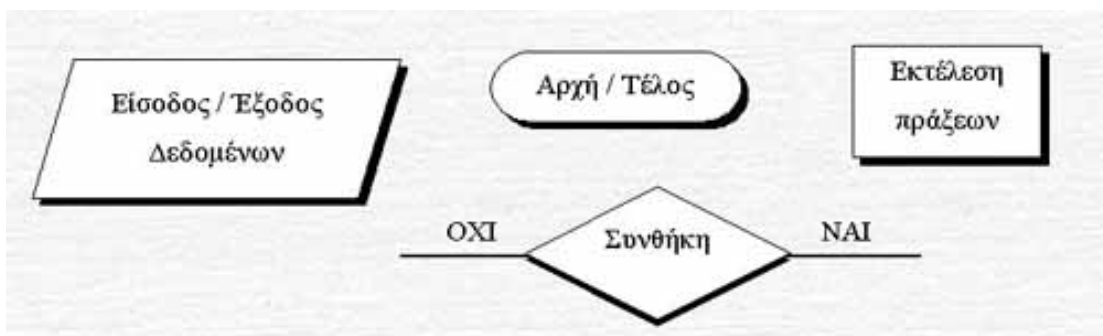 Είσοδος / Έξοδος
Δεδομένων
Αρχή / Τέλος
Εκτέλεση
πράξεων
ΟΧΙ
Συνθήκη
ΝΑΙ